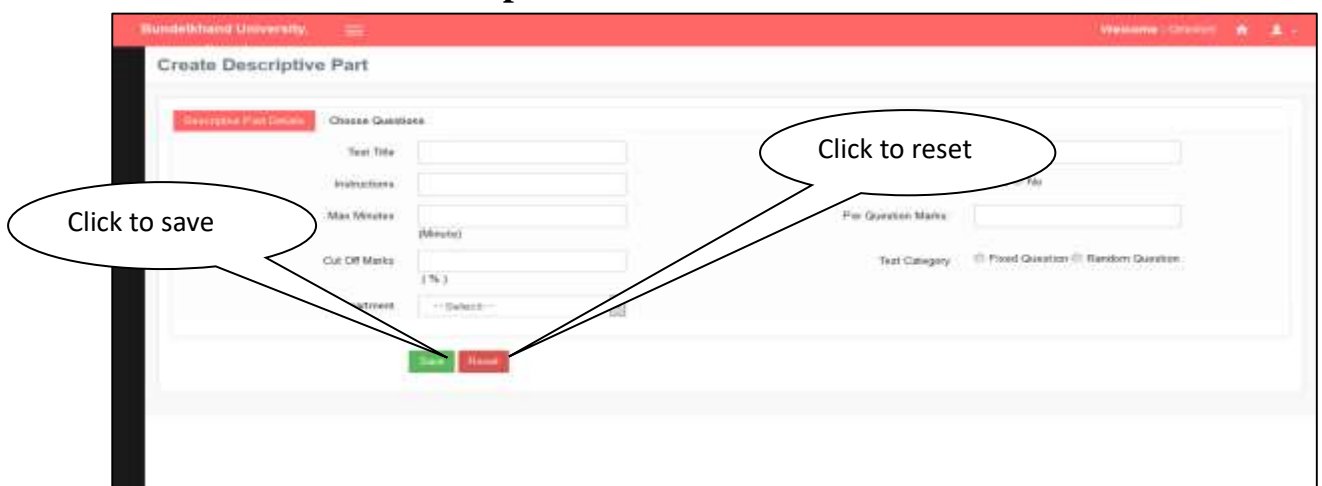 Bundelkhand University.
Welcome :
Create Descriptive Part
Descriptive Part Details Choose Questions
Test Title
Click to reset
Instructions
No
Click to save
Max Minutes
Per Question Marks
(Minute)
Cut Off Marks
Test Category Fixed Question Random Question
( % )
artment --Select--
Save Reset